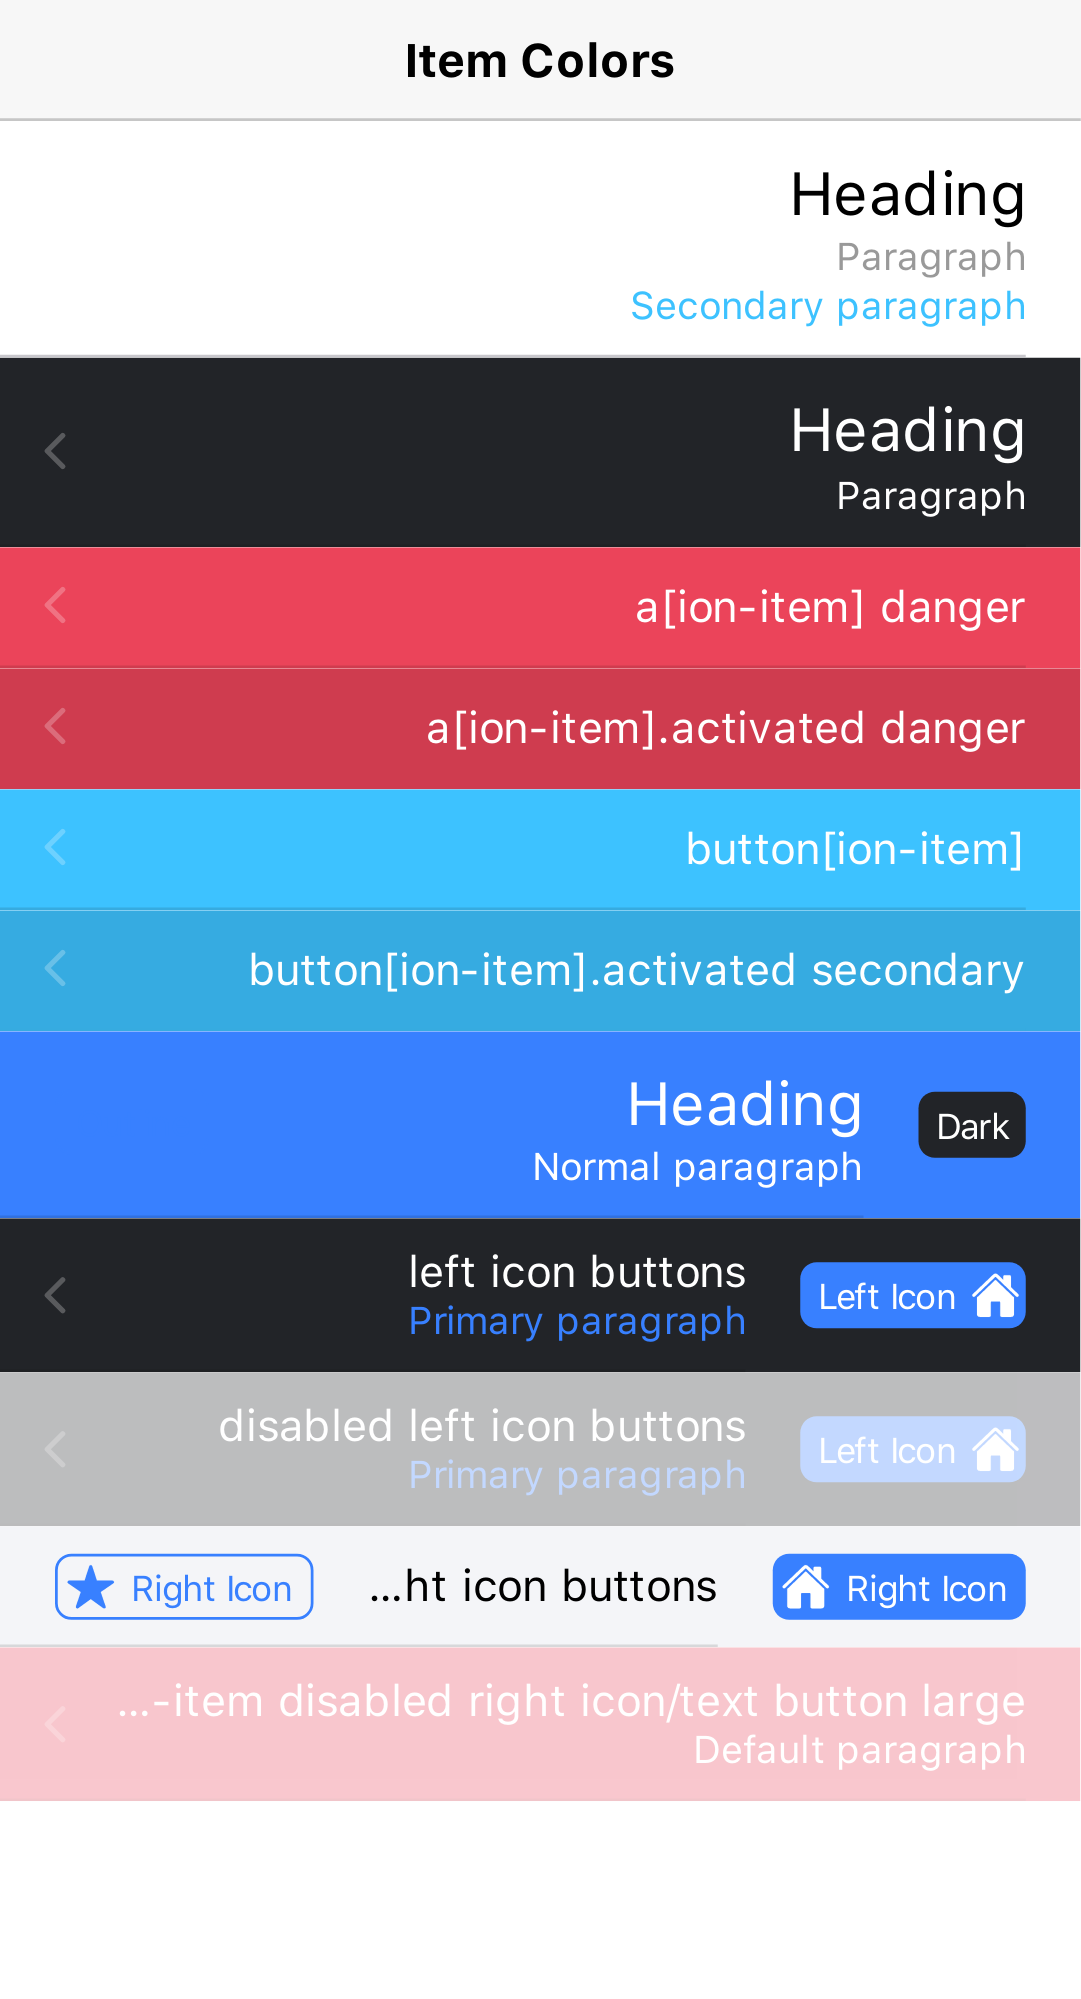 Item Colors
Heading
Paragraph
Secondary paragraph
Heading
Paragraph
a[ion-item] danger
a[ion-item].activated danger
button[ion-item]
button[ion-item].activated secondary
Dark
Heading
Normal paragraph
Left Icon
left icon buttons
Primary paragraph
Left Icon
disabled left icon buttons
Primary paragraph
Right Icon
...ht icon buttons
Right Icon
...-item disabled right icon/text button large
Default paragraph